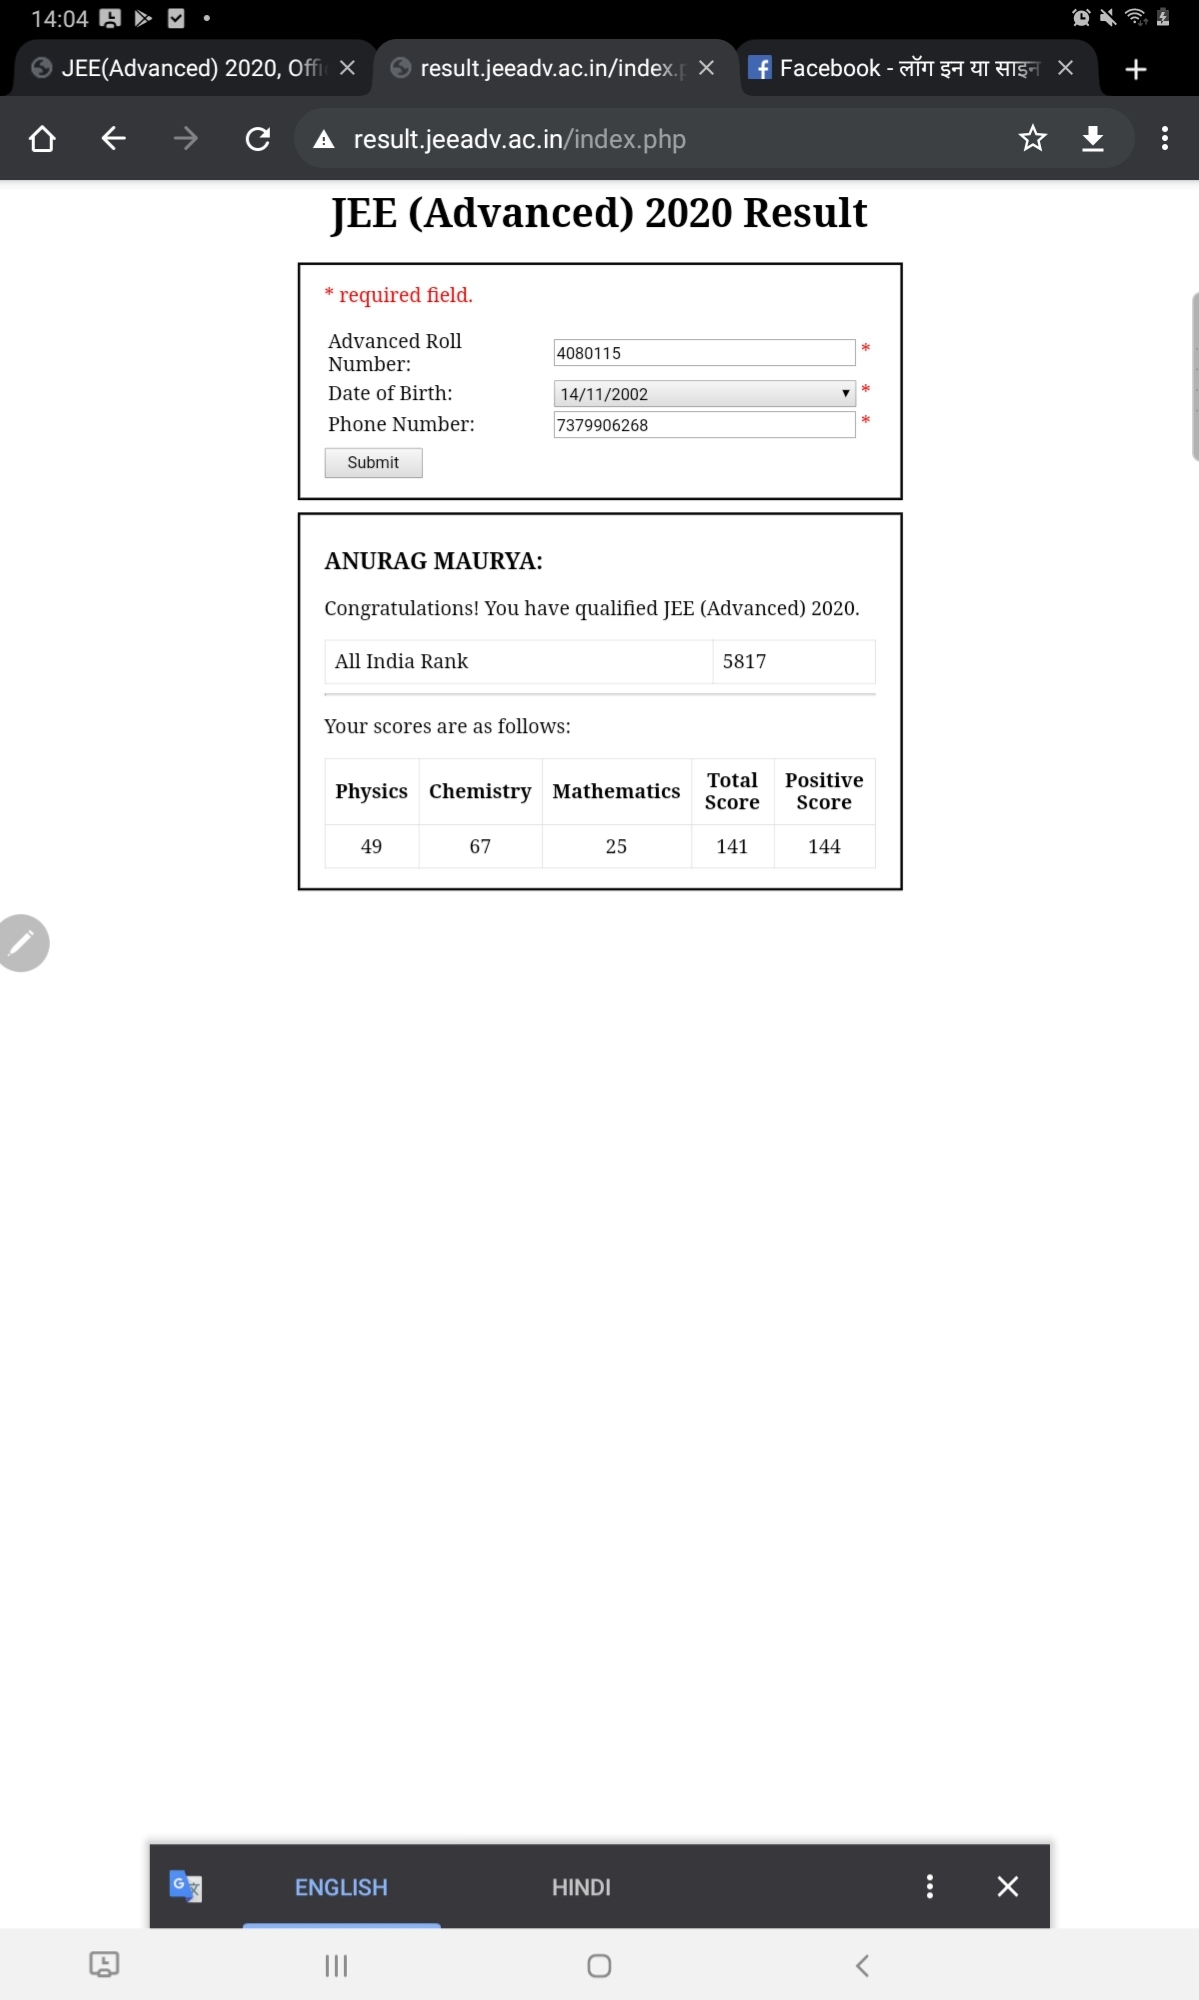 14:04
JEE(Advanced) 2020, Offi
result.jeeadv.ac.in/index.p
Facebook - लॉग इन या साइन
result.jeeadv.ac.in/index.php
JEE (Advanced) 2020 Result
* required field.
Advanced Roll
Number:
4080115 *
Date of Birth: 14/11/2002 *
Phone Number: 7379906268 *
Submit
ANURAG MAURYA:
Congratulations! You have qualified JEE (Advanced) 2020.
All India Rank 5817
Your scores are as follows:
Physics Chemistry Mathematics Total Score Positive Score
49 67 25 141 144
ENGLISH HINDI